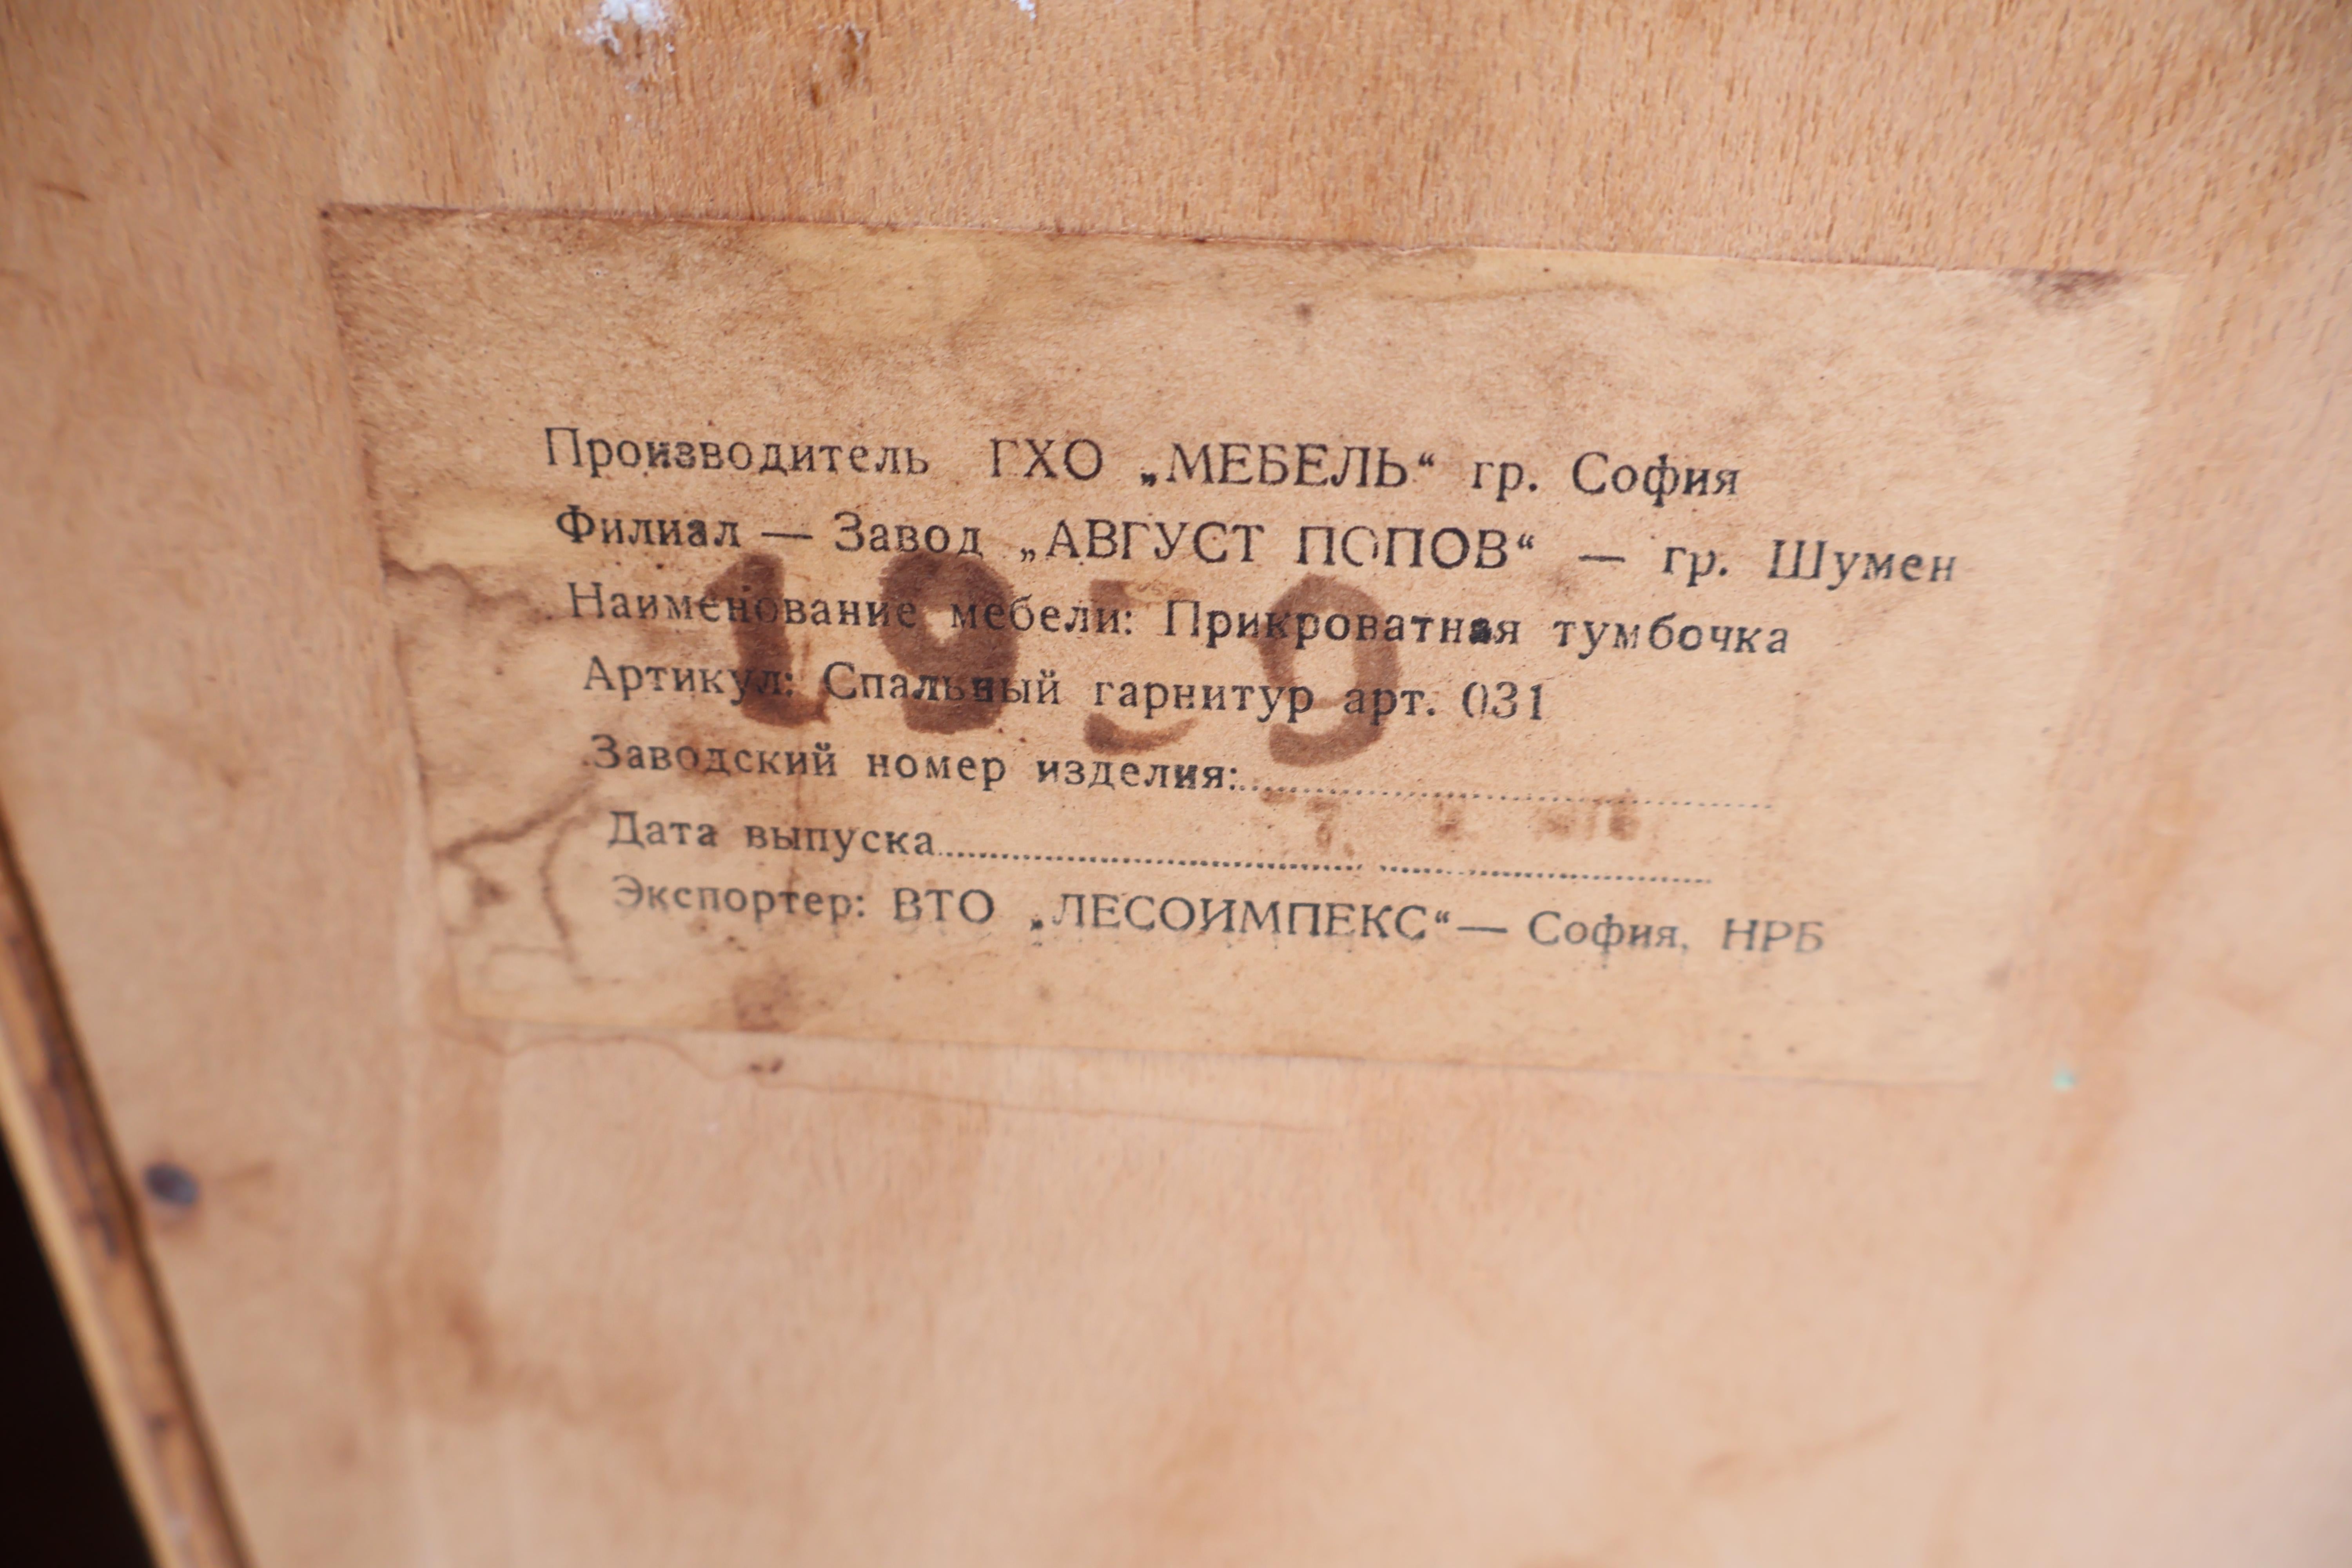 Производитель ГХО „МЕБЕЛЬ“ гр. София
Филиал — Завод „АВГУСТ ПОПОВ“ — гр. Шумен
Наименование мебели: Прикроватная тумбочка
Артикул: Спальный гарнитур арт. 031
Заводский номер изделия:
Дата выпуска
Экспортер: ВТО „ЛЕСОИМПЕКС“ — София, НРБ